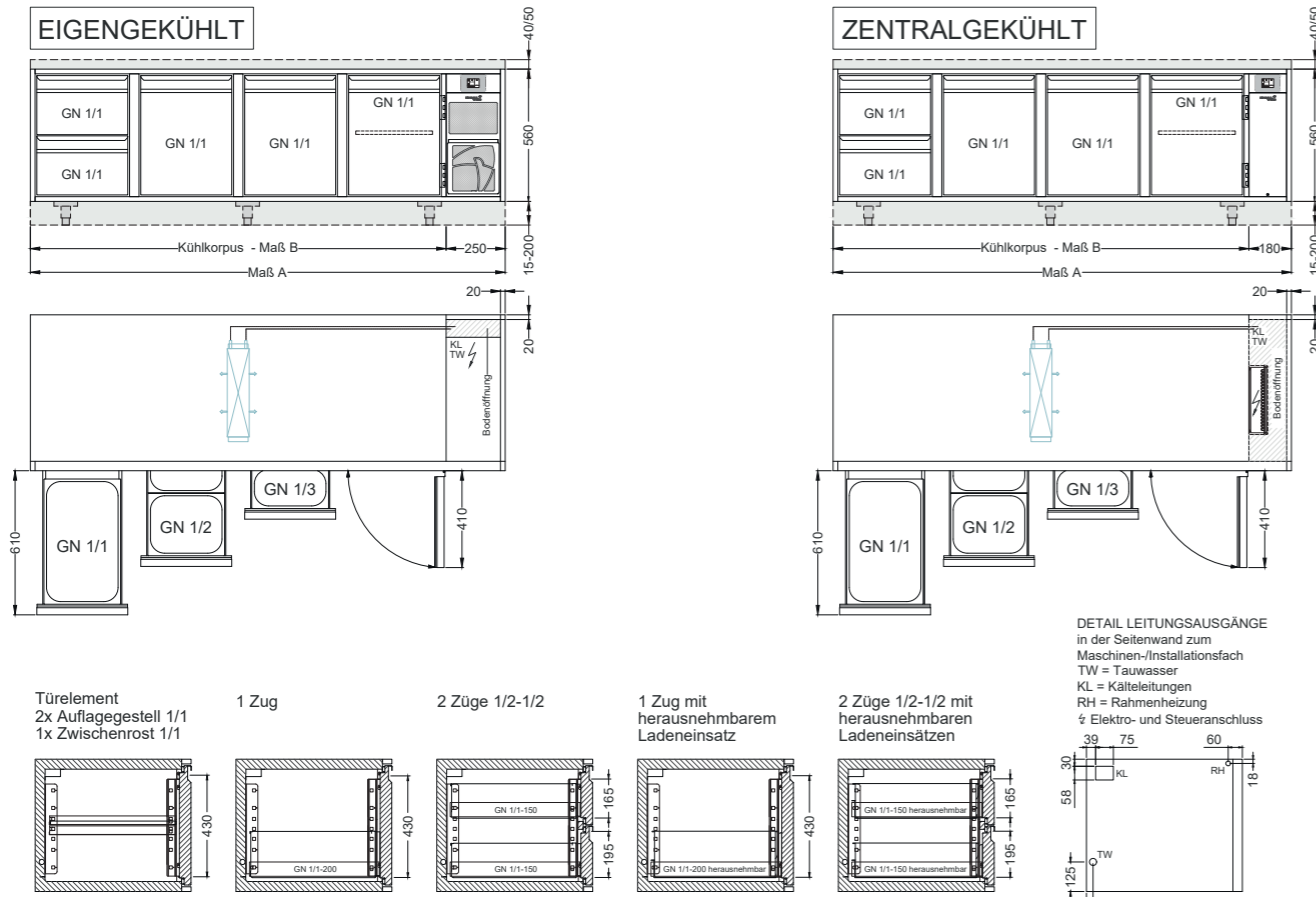 EIGENGEKÜHLT
40/50
GN 1/1
GN 1/1
GN 1/1
GN 1/1
GN 1/1
560
Kühlkorpus - Maß B
250
15-200
Maß A
20
20
KL
TW
Bodenöffnung
GN 1/1
GN 1/2
GN 1/3
610
410
ZENTRALGEKÜHLT
40/50
GN 1/1
GN 1/1
GN 1/1
GN 1/1
GN 1/1
560
Kühlkorpus - Maß B
180
15-200
Maß A
20
20
KL
TW
Bodenöffnung
GN 1/1
GN 1/2
GN 1/3
610
410
Türelement
2x Auflagegestell 1/1
1x Zwischenrost 1/1
430
1 Zug
GN 1/1-200
430
2 Züge 1/2-1/2
GN 1/1-150
GN 1/1-150
165
195
1 Zug mit
herausnehmbarem
Ladeneinsatz
GN 1/1-200 herausnehmbar
430
2 Züge 1/2-1/2 mit
herausnehmbaren
Ladeneinsätzen
GN 1/1-150 herausnehmbar
GN 1/1-150 herausnehmbar
165
195
DETAIL LEITUNGSAUSGÄNGE
in der Seitenwand zum
Maschinen-/Installationsfach
TW = Tauwasser
KL = Kälteleitungen
RH = Rahmenheizung
Elektro- und Steueranschluss
39
75
60
30
58
KL
RH
18
TW
125